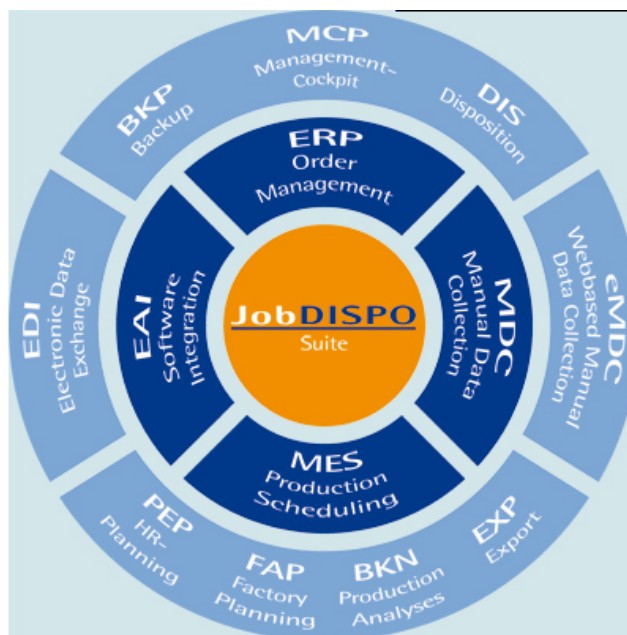 MCP
Management-
Cockpit
BKP
Backup
DIS
Disposition
ERP
Order
Management
EDI
Electronic Data
Exchange
EAI
Software
Integration
JobDISPO
Suite
MDC
Manual Data
Collection
eMDC
Webbased Manual
Data Collection
MES
Production
Scheduling
PEP
HR-
Planning
FAP
Factory
Planning
BKN
Production
Analyses
EXP
Export